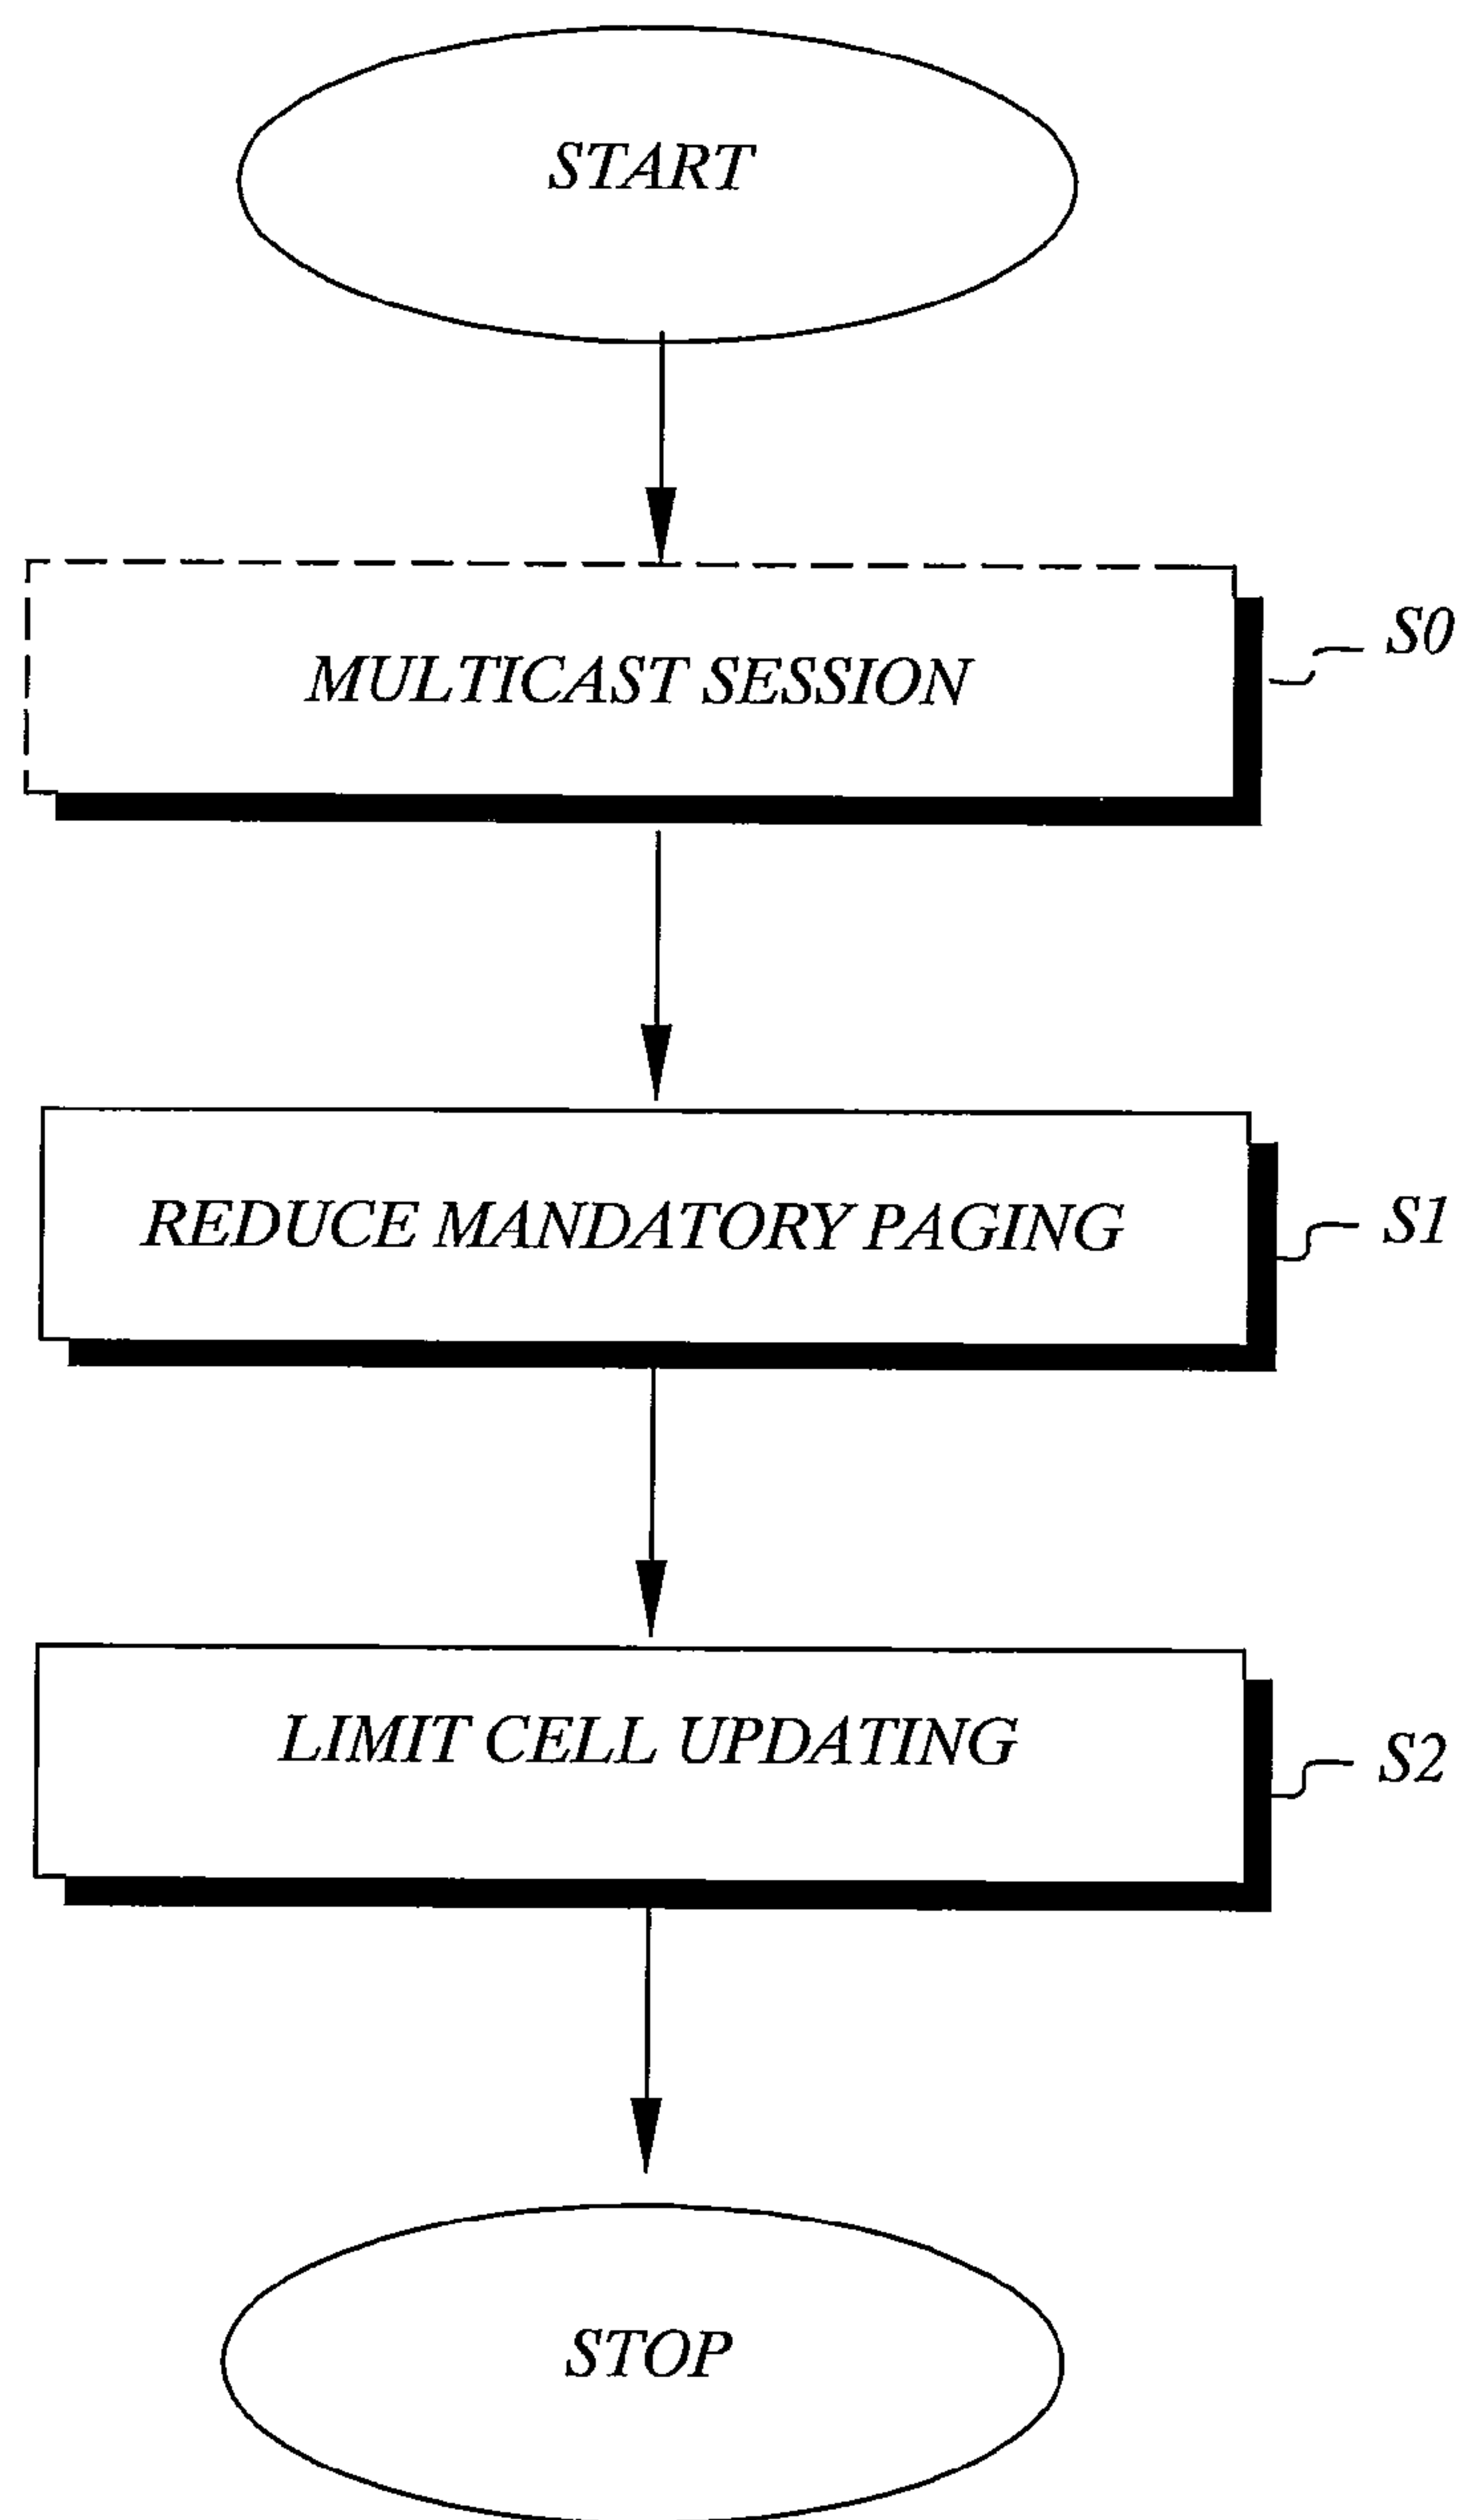 START
MULTICAST SESSION
S0
REDUCE MANDATORY PAGING
S1
LIMIT CELL UPDATING
S2
STOP